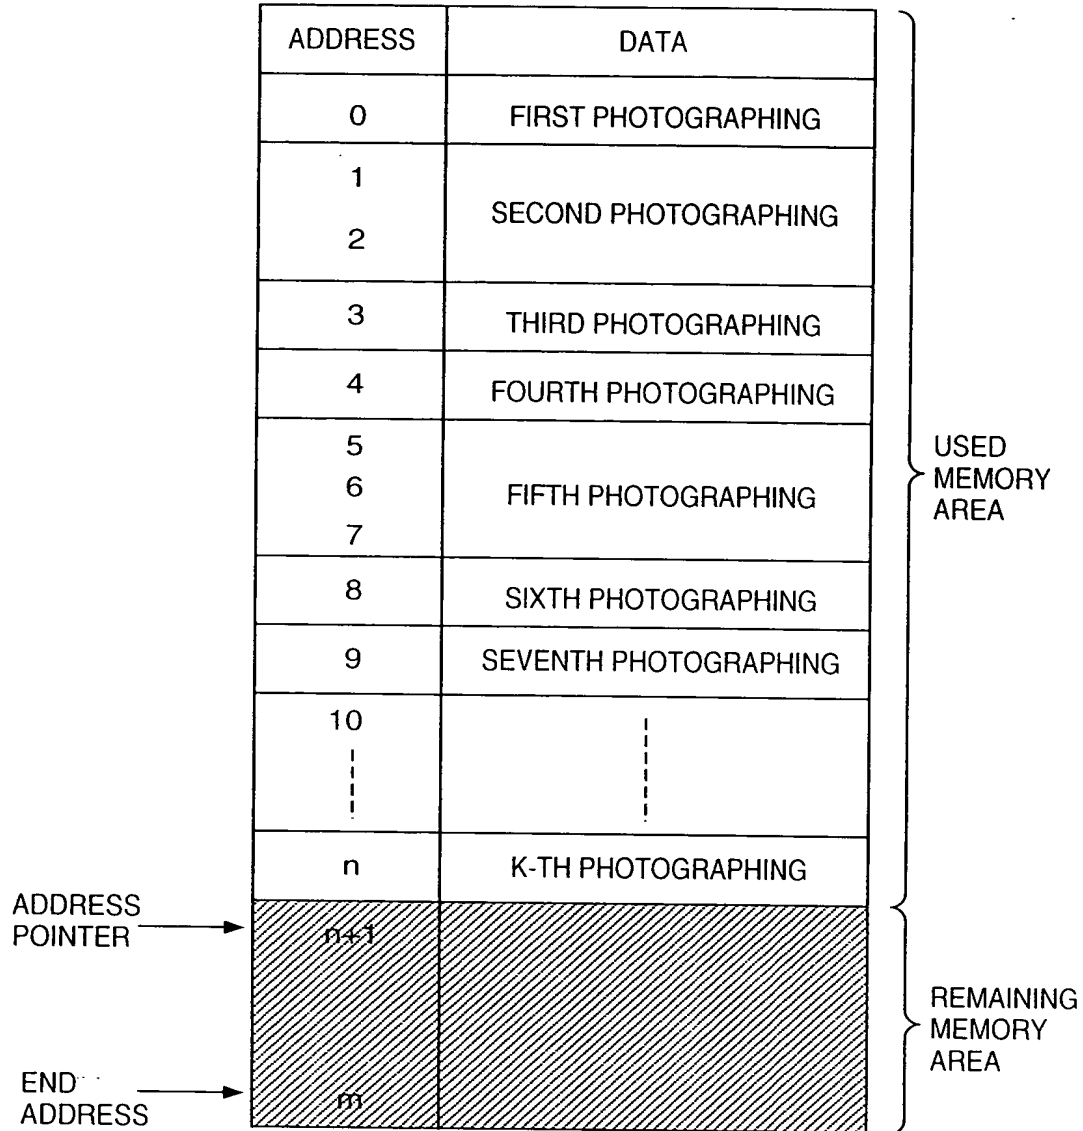 ADDRESS DATA
0 FIRST PHOTOGRAPHING
1
SECOND PHOTOGRAPHING
2
3 THIRD PHOTOGRAPHING
4 FOURTH PHOTOGRAPHING
5
6 FIFTH PHOTOGRAPHING
7
8 SIXTH PHOTOGRAPHING
9 SEVENTH PHOTOGRAPHING
10
n K-TH PHOTOGRAPHING
n+1
m
USED
MEMORY
AREA
ADDRESS
POINTER
REMAINING
MEMORY
AREA
END
ADDRESS